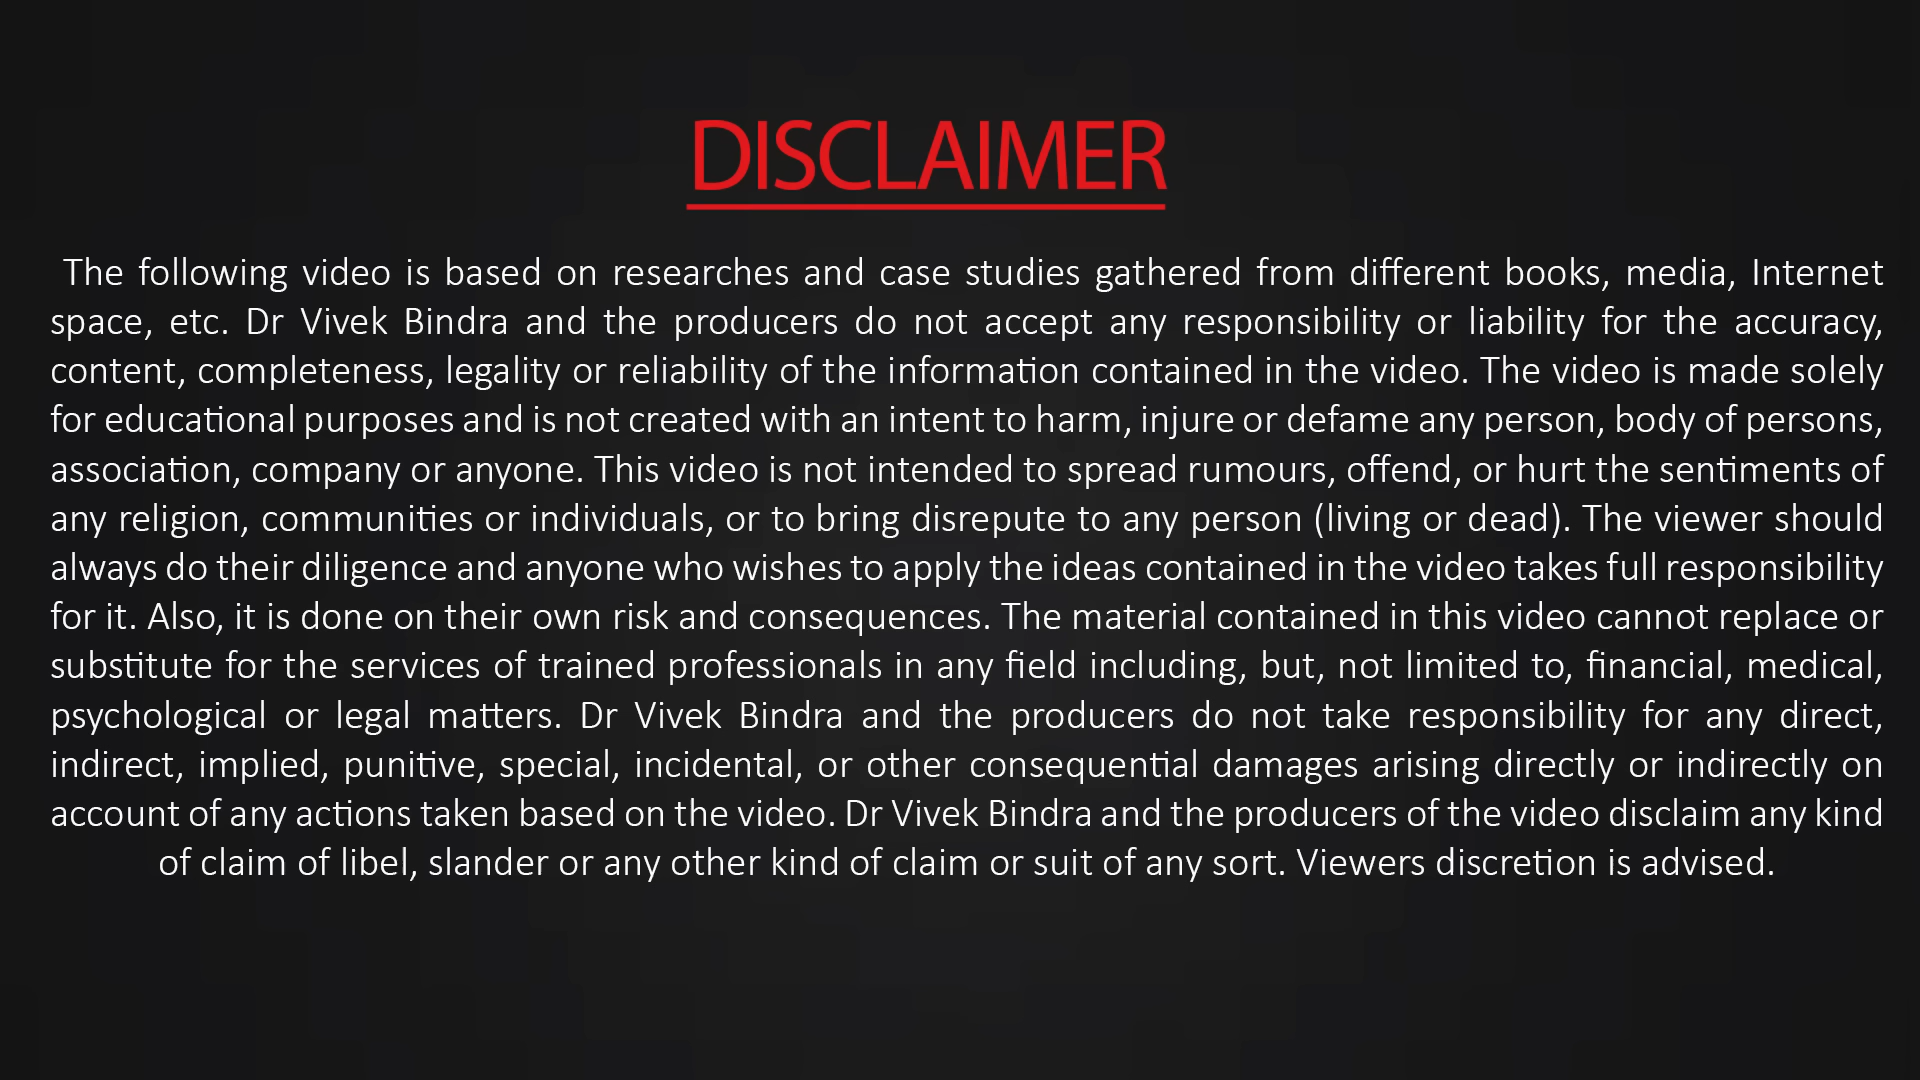 DISCLAIMER
The following video is based on researches and case studies gathered from different books, media, Internet
space, etc. Dr Vivek Bindra and the producers do not accept any responsibility or liability for the accuracy,
content, completeness, legality or reliability of the information contained in the video. The video is made solely
for educational purposes and is not created with an intent to harm, injure or defame any person, body of persons,
association, company or anyone. This video is not intended to spread rumours, offend, or hurt the sentiments of
any religion, communities or individuals, or to bring disrepute to any person (living or dead). The viewer should
always do their diligence and anyone who wishes to apply the ideas contained in the video takes full responsibility
for it. Also, it is done on their own risk and consequences. The material contained in this video cannot replace or
substitute for the services of trained professionals in any field including, but, not limited to, financial, medical,
psychological or legal matters. Dr Vivek Bindra and the producers do not take responsibility for any direct,
indirect, implied, punitive, special, incidental, or other consequential damages arising directly or indirectly on
account of any actions taken based on the video. Dr Vivek Bindra and the producers of the video disclaim any kind
of claim of libel, slander or any other kind of claim or suit of any sort. Viewers discretion is advised.